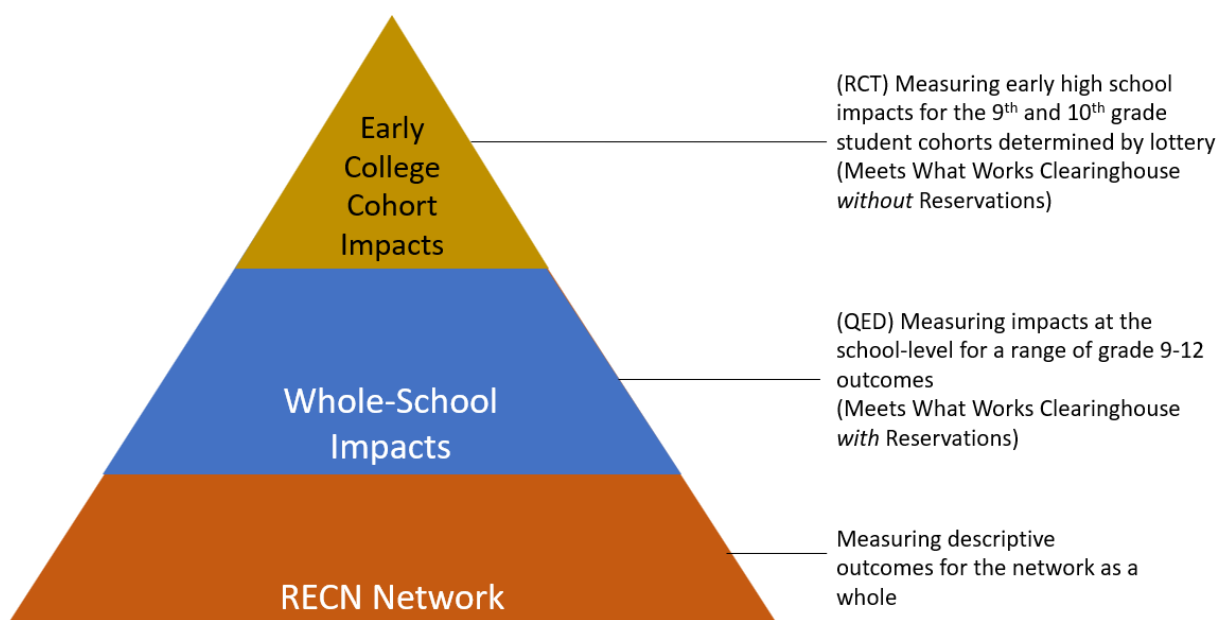 Early
College
Cohort
Impacts
(RCT) Measuring early high school
impacts for the 9th and 10th grade
student cohorts determined by lottery
(Meets What Works Clearinghouse
without Reservations)
Whole-School
Impacts
(QED) Measuring impacts at the
school-level for a range of grade 9-12
outcomes
(Meets What Works Clearinghouse
with Reservations)
RECN Network
Measuring descriptive
outcomes for the network as a
whole